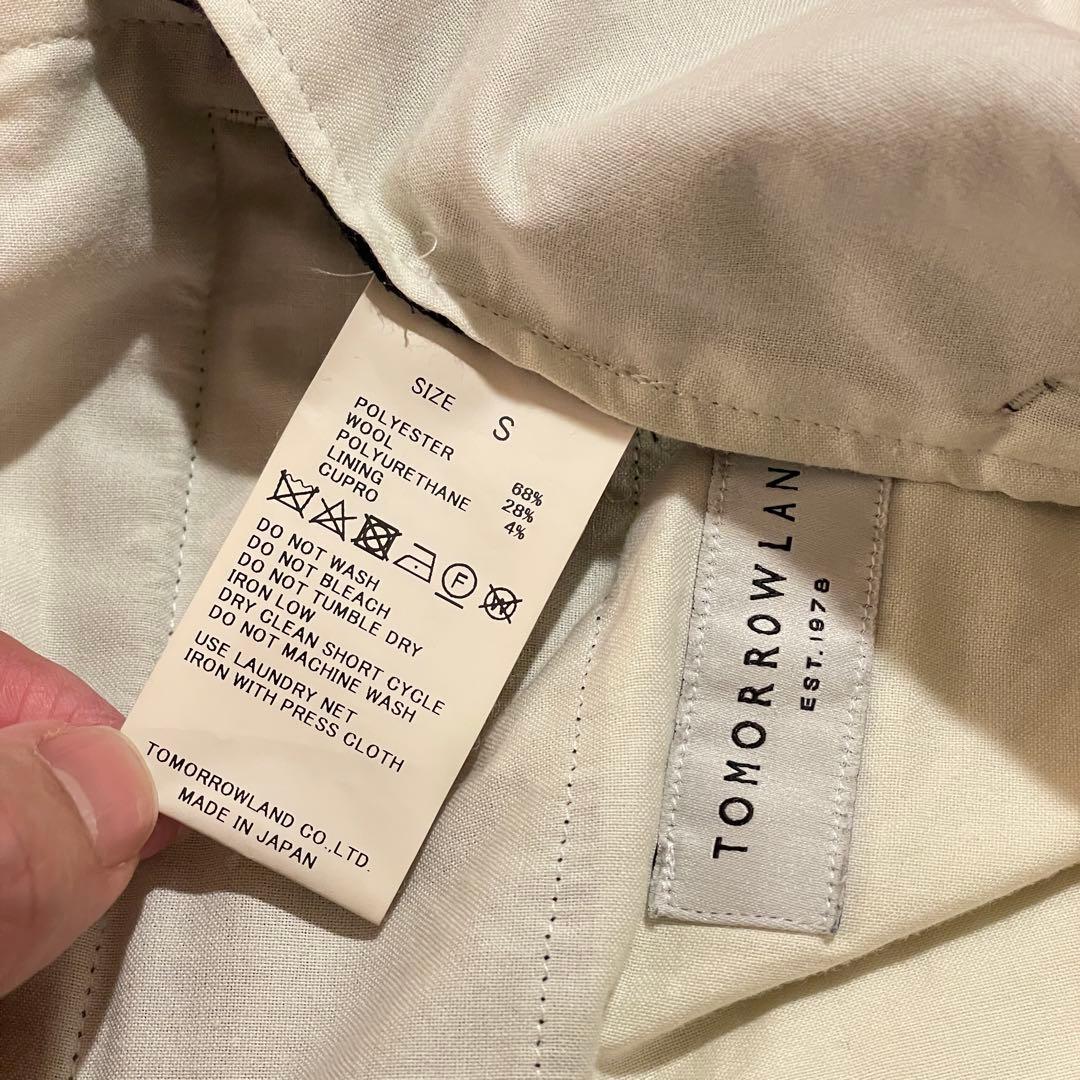 SIZE S
POLYESTER 68%
WOOL 28%
POLYURETHANE 4%
LINING
CUPRO
F
W
DO NOT WASH
DO NOT BLEACH
DO NOT TUMBLE DRY
IRON LOW
DRY CLEAN SHORT CYCLE
DO NOT MACHINE WASH
USE LAUNDRY NET
IRON WITH PRESS CLOTH
TOMORROWLAND CO.,LTD.
MADE IN JAPAN
TOMORROWLAN
EST.1978